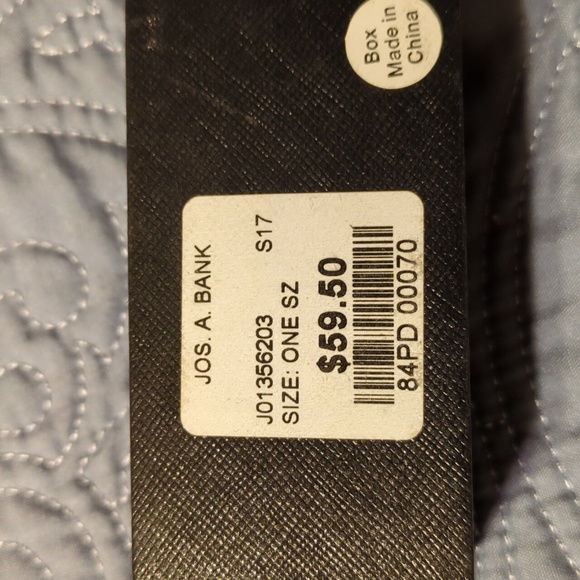 Box
Made in
China
JOS. A. BANK
J01356203 S17
SIZE: ONE SZ
$59.50
84PD 00070